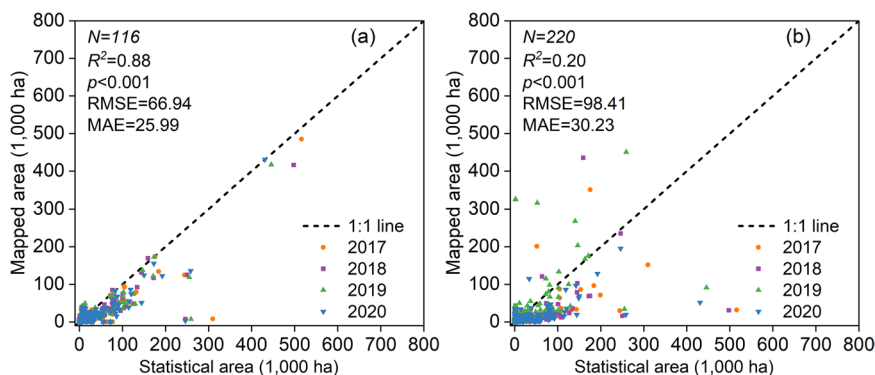 800
700
600
500
400
300
200
100
0
Mapped area (1,000 ha)
N=116
R²=0.88
p<0.001
RMSE=66.94
MAE=25.99
(a)
1:1 line
2017
2018
2019
2020
0 100 200 300 400 500 600 700 800
Statistical area (1,000 ha)
800
700
600
500
400
300
200
100
0
Mapped area (1,000 ha)
N=220
R²=0.20
p<0.001
RMSE=98.41
MAE=30.23
(b)
1:1 line
2017
2018
2019
2020
0 100 200 300 400 500 600 700 800
Statistical area (1,000 ha)